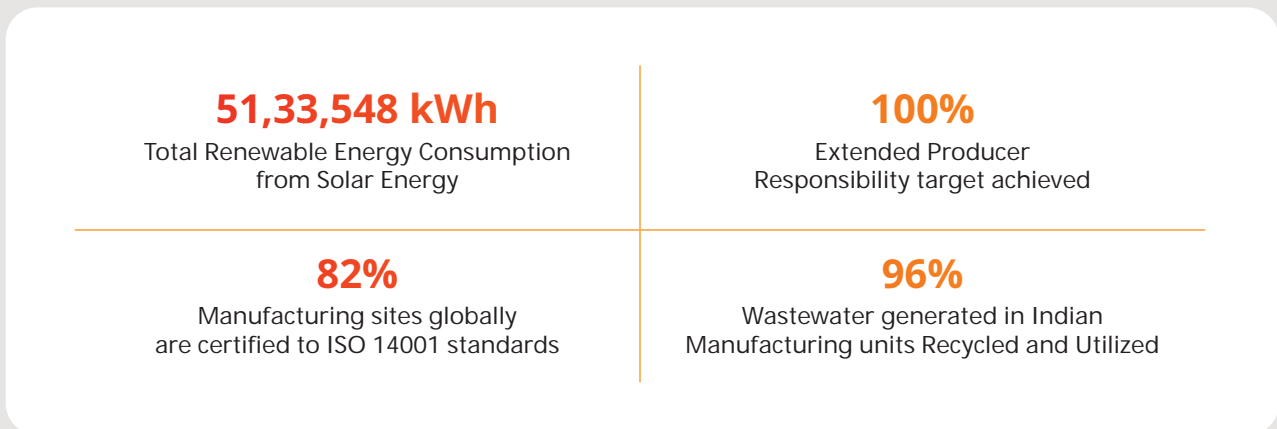 51,33,548 kWh
Total Renewable Energy Consumption
from Solar Energy
100%
Extended Producer
Responsibility target achieved
82%
Manufacturing sites globally
are certified to ISO 14001 standards
96%
Wastewater generated in Indian
Manufacturing units Recycled and Utilized